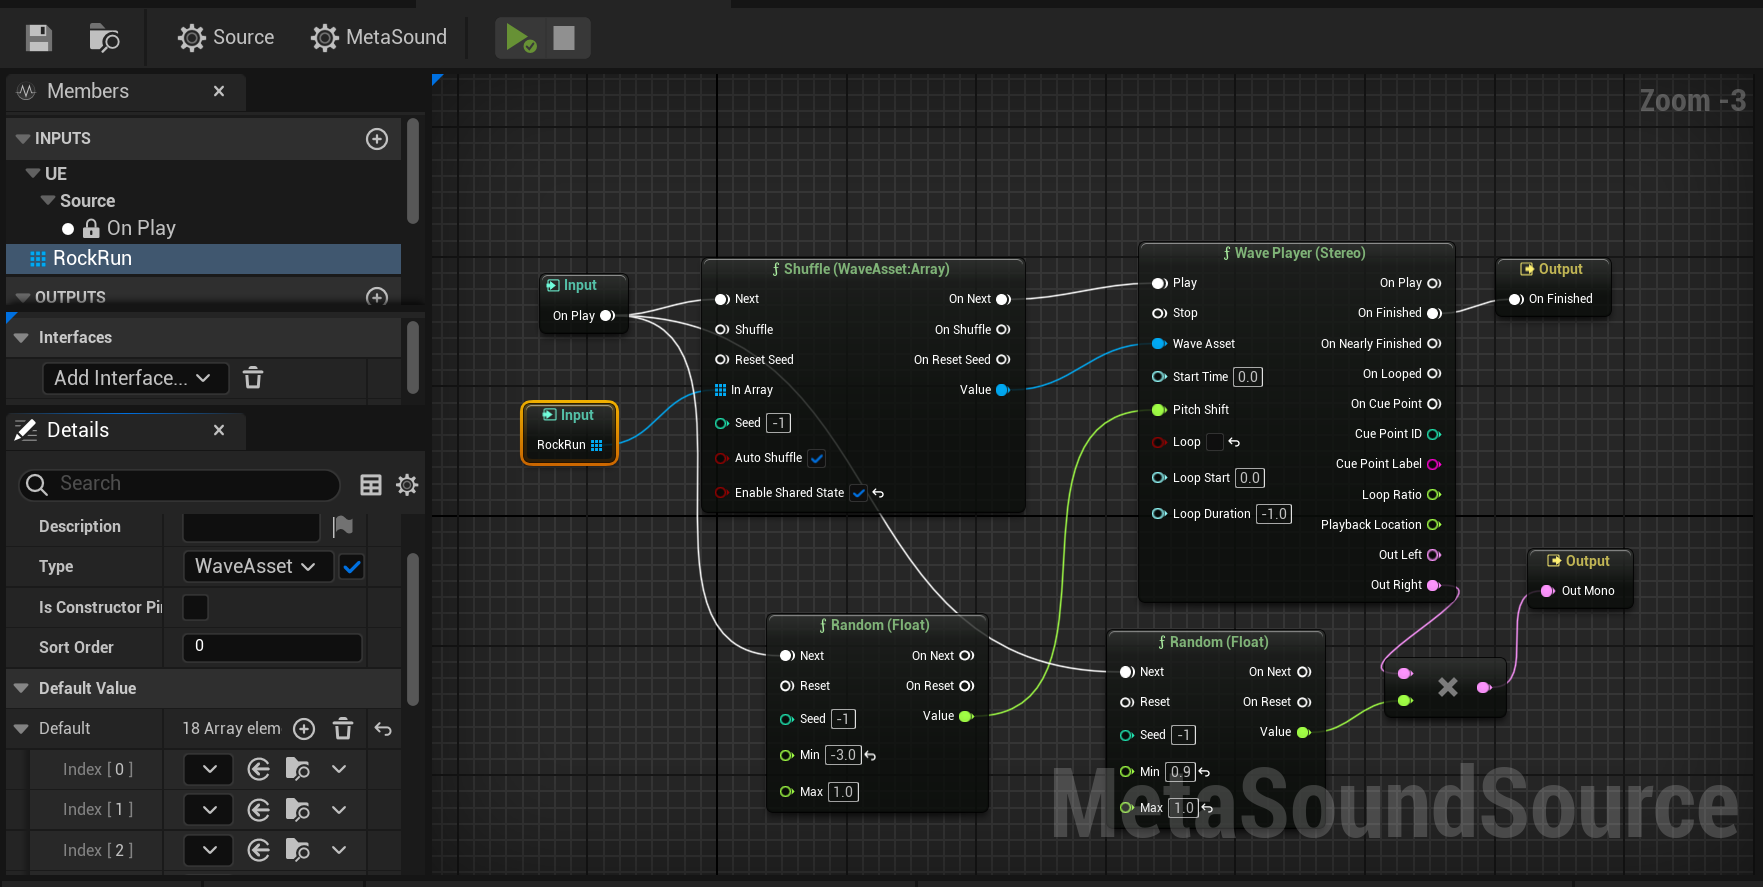 Source
MetaSound
Members
INPUTS
UE
Source
On Play
RockRun
OUTPUTS
Interfaces
Add Interface...
Details
Search
Description
Type
WaveAsset
Is Constructor Pi
Sort Order
0
Default Value
Default
18 Array elem
Index [ 0 ]
Index [ 1 ]
Index [ 2 ]
Zoom -3
Input
On Play
Input
RockRun
Shuffle (WaveAsset:Array)
Next
On Next
Shuffle
On Shuffle
Reset Seed
On Reset Seed
In Array
Value
Seed -1
Auto Shuffle
Enable Shared State
Wave Player (Stereo)
Play
On Play
Stop
On Finished
Wave Asset
On Nearly Finished
Start Time 0.0
On Looped
Pitch Shift
On Cue Point
Loop
Cue Point ID
Loop Start 0.0
Cue Point Label
Loop Duration -1.0
Loop Ratio
Playback Location
Out Left
Out Right
Output
On Finished
Output
Out Mono
Random (Float)
Next
On Next
Reset
On Reset
Seed -1
Value
Min -3.0
Max 1.0
Random (Float)
Next
On Next
Reset
On Reset
Seed -1
Value
Min 0.9
Max 1.0
MetaSoundSource